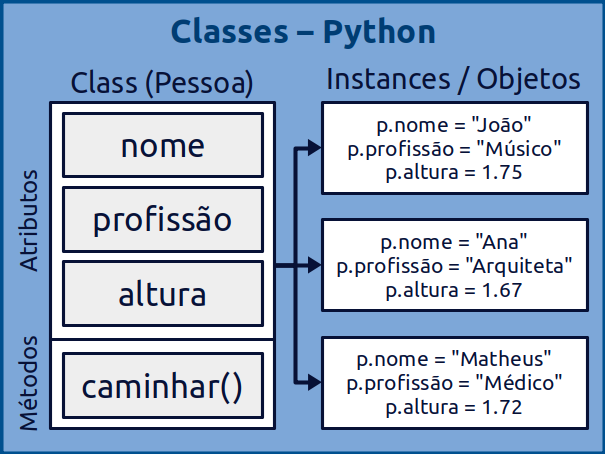 Classes – Python
Class (Pessoa)
Atributos
nome
profissão
altura
Métodos
caminhar()
Instances / Objetos
p.nome = "João"
p.profissão = "Músico"
p.altura = 1.75
p.nome = "Ana"
p.profissão = "Arquiteta"
p.altura = 1.67
p.nome = "Matheus"
p.profissão = "Médico"
p.altura = 1.72